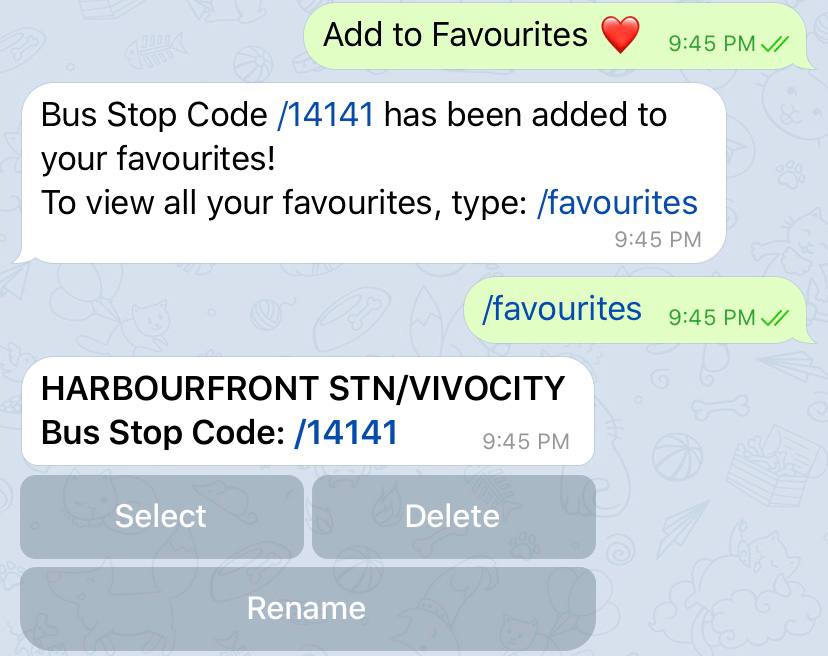 Add to Favourites ❤️ 9:45 PM
Bus Stop Code /14141 has been added to
your favourites!
To view all your favourites, type: /favourites
9:45 PM
/favourites 9:45 PM
HARBOURFRONT STN/VIVOCITY
Bus Stop Code: /14141 9:45 PM
Select Delete
Rename